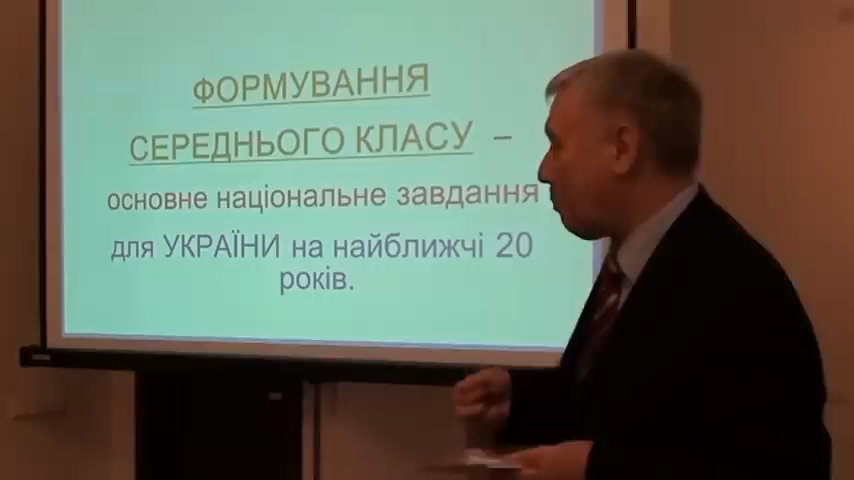 ФОРМУВАННЯ
СЕРЕДНЬОГО КЛАСУ –
основне національне завдання
для УКРАЇНИ на найближчі 20
років.